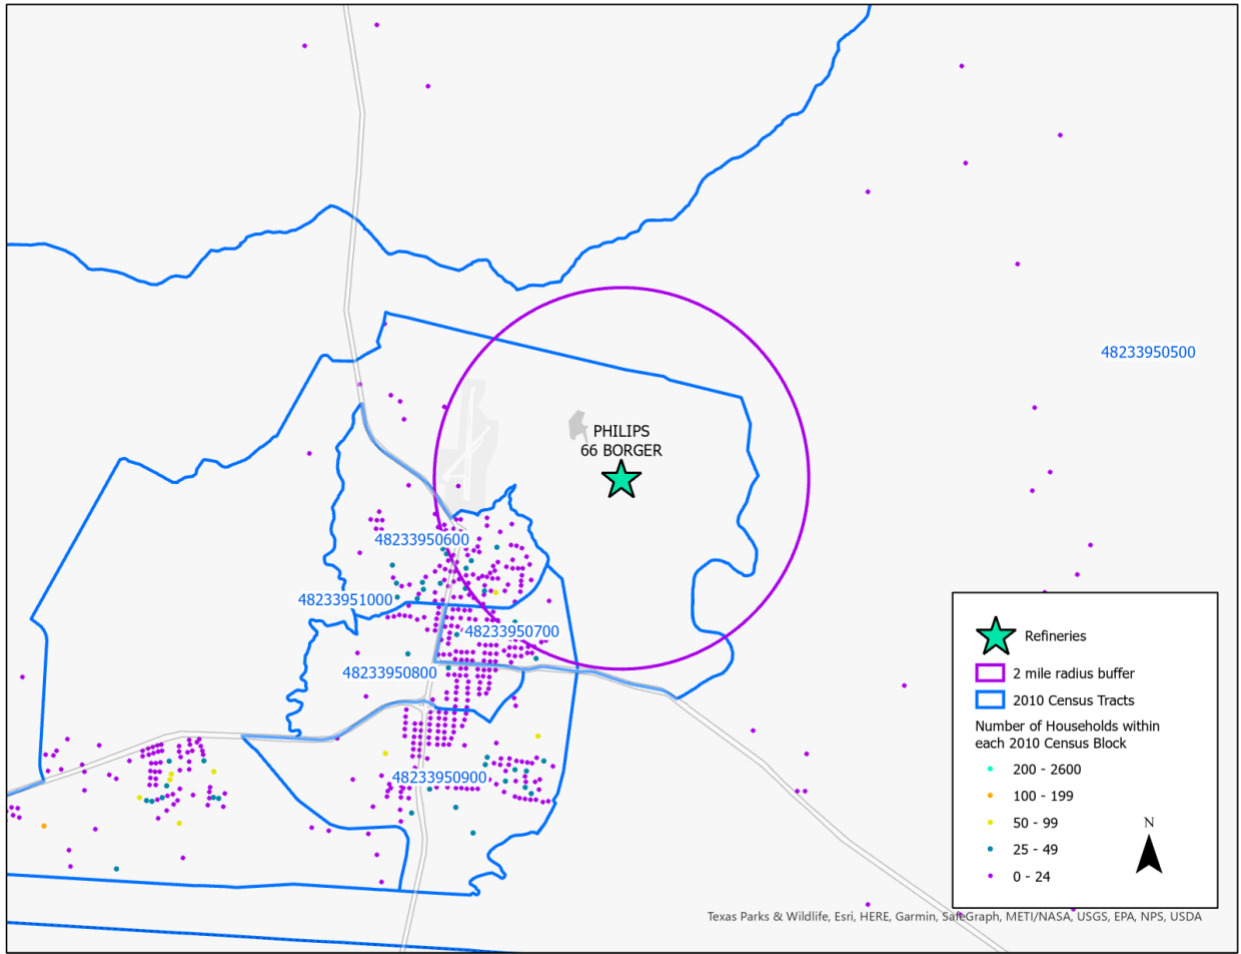 48233950500
PHILIPS
66 BORGER
48233950600
48233951000
48233950700
48233950800
48233950900
Refineries
2 mile radius buffer
2010 Census Tracts
Number of Households within
each 2010 Census Block
200 - 2600
100 - 199
50 - 99
25 - 49
0 - 24
N
Texas Parks & Wildlife, Esri, HERE, Garmin, SafeGraph, METI/NASA, USGS, EPA, NPS, USDA